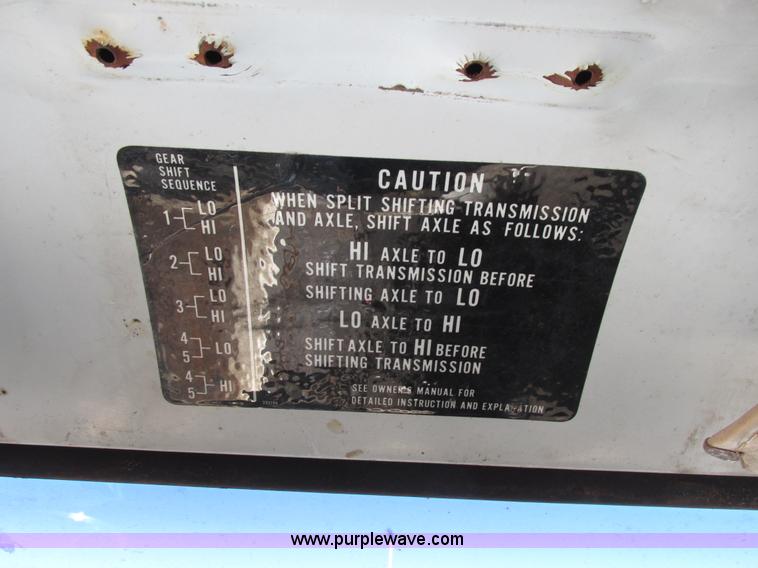 GEAR
SHIFT
SEQUENCE
1 LO
HI
2 LO
HI
3 LO
HI
4
5 LO
4
5 HI
CAUTION
WHEN SPLIT SHIFTING TRANSMISSION
AND AXLE, SHIFT AXLE AS FOLLOWS:
HI AXLE TO LO
SHIFT TRANSMISSION BEFORE
SHIFTING AXLE TO LO
LO AXLE TO HI
SHIFT AXLE TO HI BEFORE
SHIFTING TRANSMISSION
SEE OWNER'S MANUAL FOR
DETAILED INSTRUCTION AND EXPLANATION
www.purplewave.com